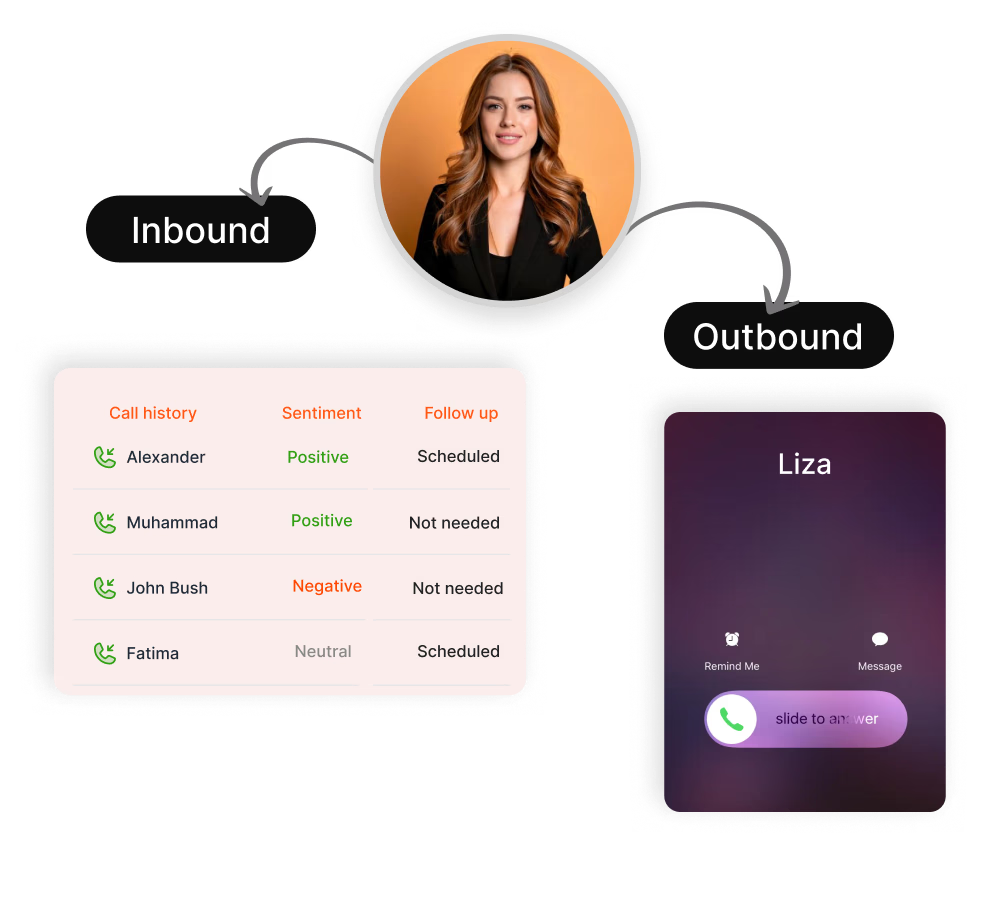 Inbound
Outbound
Call history Sentiment Follow up
Alexander Positive Scheduled
Muhammad Positive Not needed
John Bush Negative Not needed
Fatima Neutral Scheduled
Liza
Remind Me Message
slide to answer